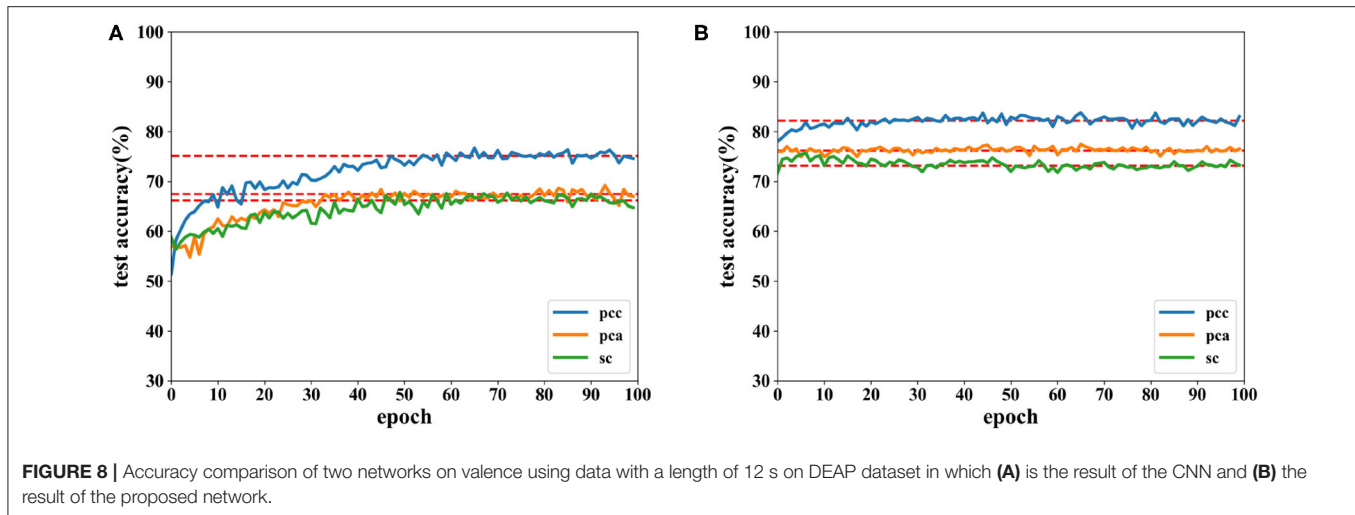 A
100
90
80
70
60
50
40
30
test accuracy(%)
0 10 20 30 40 50 60 70 80 90 100
epoch
pcc
pca
sc
B
100
90
80
70
60
50
40
30
test accuracy(%)
0 10 20 30 40 50 60 70 80 90 100
epoch
pcc
pca
sc
FIGURE 8 | Accuracy comparison of two networks on valence using data with a length of 12 s on DEAP dataset in which (A) is the result of the CNN and (B) the
result of the proposed network.